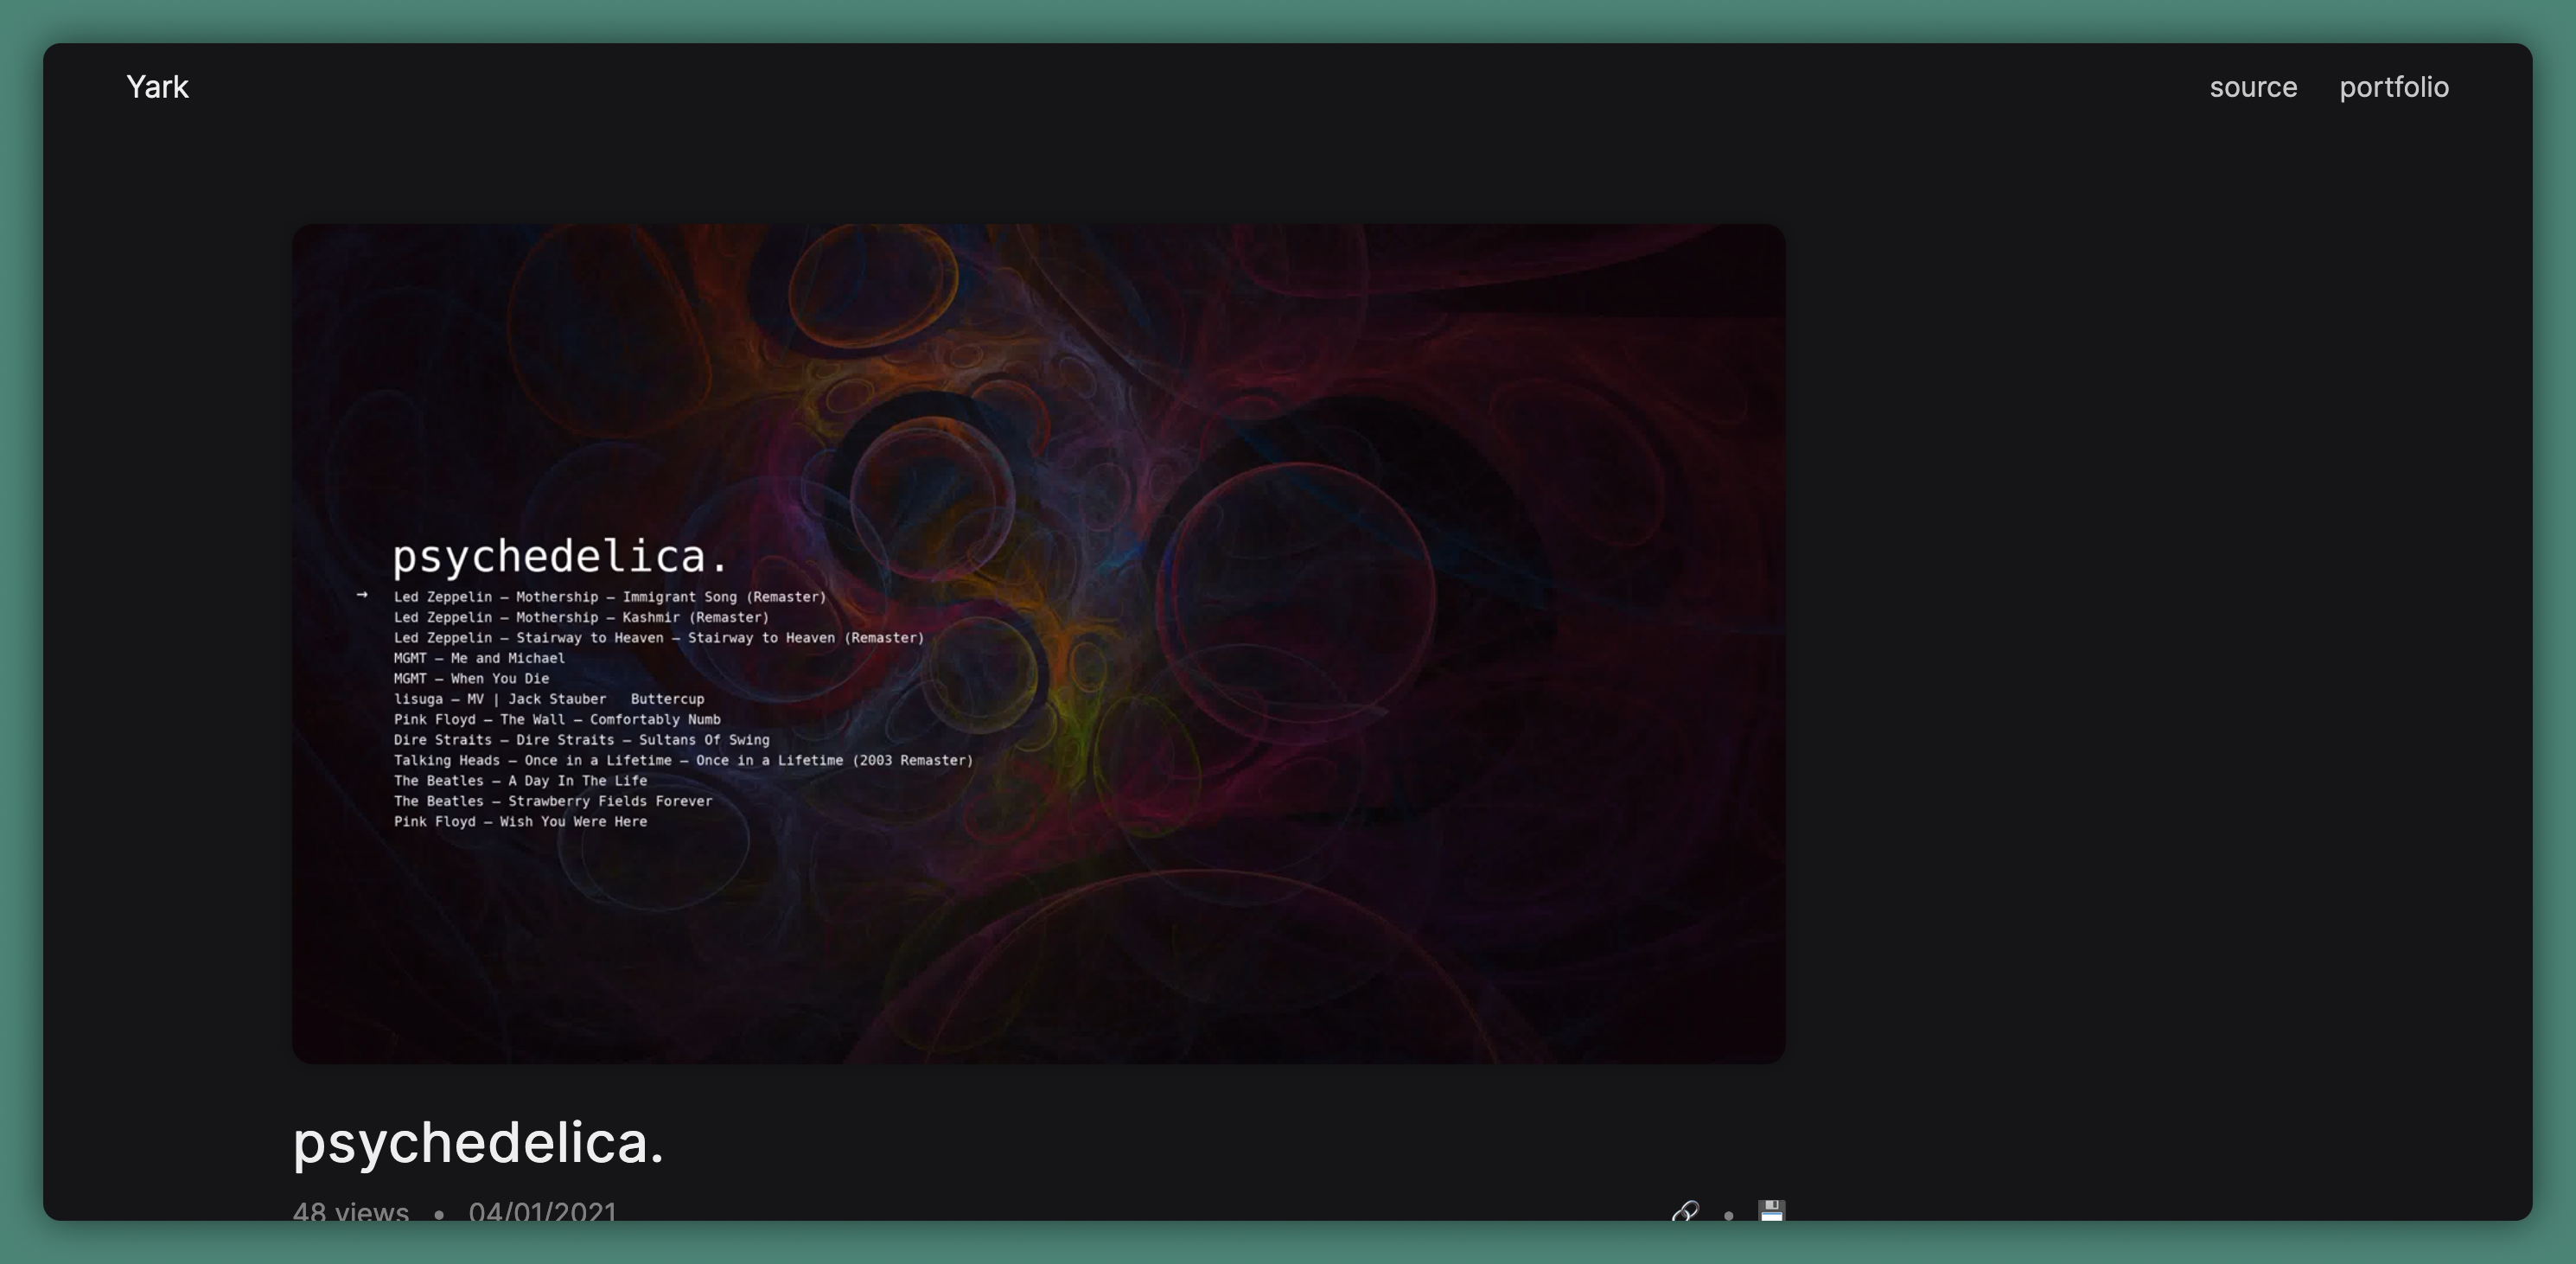 Yark
source portfolio
psychedelica.
→ Led Zeppelin – Mothership – Immigrant Song (Remaster)
Led Zeppelin – Mothership – Kashmir (Remaster)
Led Zeppelin – Stairway to Heaven – Stairway to Heaven (Remaster)
MGMT – Me and Michael
MGMT – When You Die
lisuga – MV | Jack Stauber   Buttercup
Pink Floyd – The Wall – Comfortably Numb
Dire Straits – Dire Straits – Sultans Of Swing
Talking Heads – Once in a Lifetime – Once in a Lifetime (2003 Remaster)
The Beatles – A Day In The Life
The Beatles – Strawberry Fields Forever
Pink Floyd – Wish You Were Here
psychedelica.
48 views • 04/01/2021